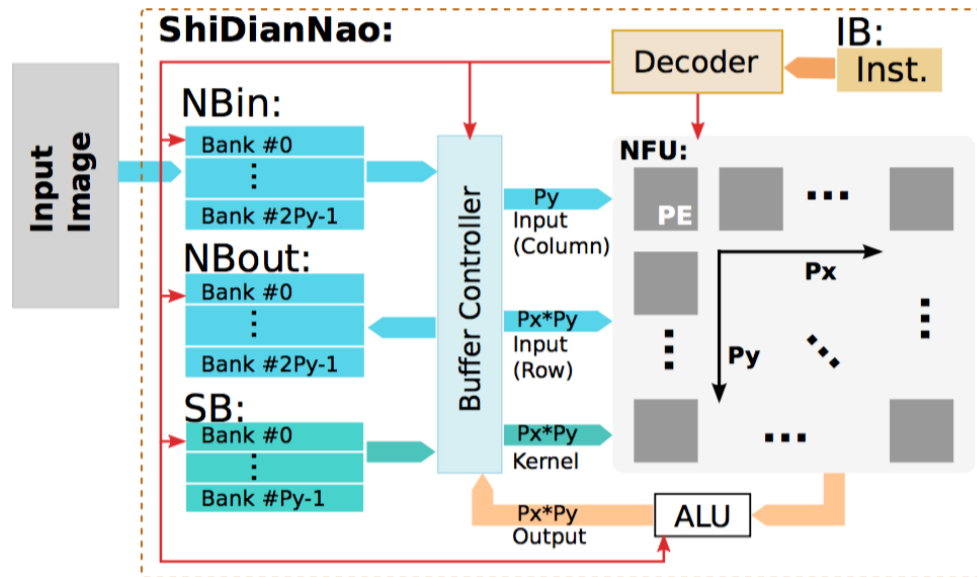 ShiDianNao:
IB:
Decoder
Inst.
Input
Image
NBin:
Bank #0
Bank #2Py-1
NBout:
Bank #0
Bank #2Py-1
SB:
Bank #0
Bank #Py-1
Buffer Controller
Py
Input
(Column)
Px*Py
Input
(Row)
Px*Py
Kernel
Px*Py
Output
NFU:
PE
Px
Py
ALU